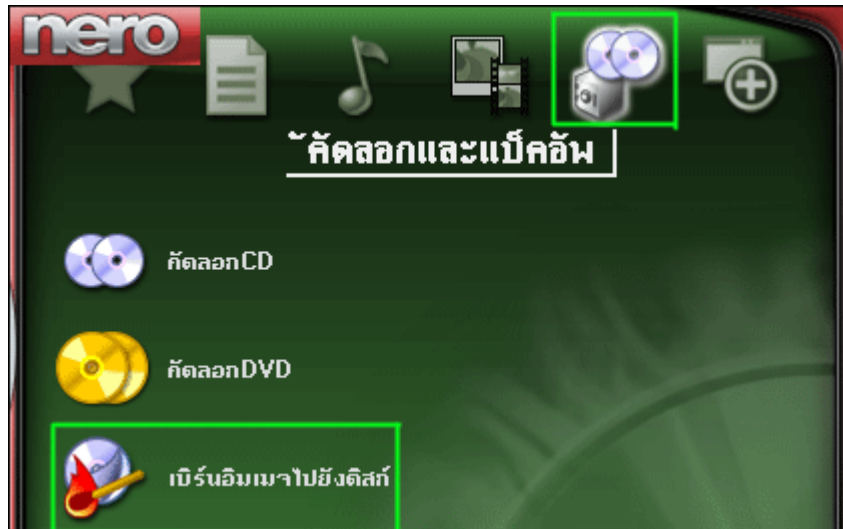 nero
ัคัดลอกและแบ็คอัพ
คัดลอกCD
คัดลอกDVD
เบิร์นอิมเมจไปยังดิสก์